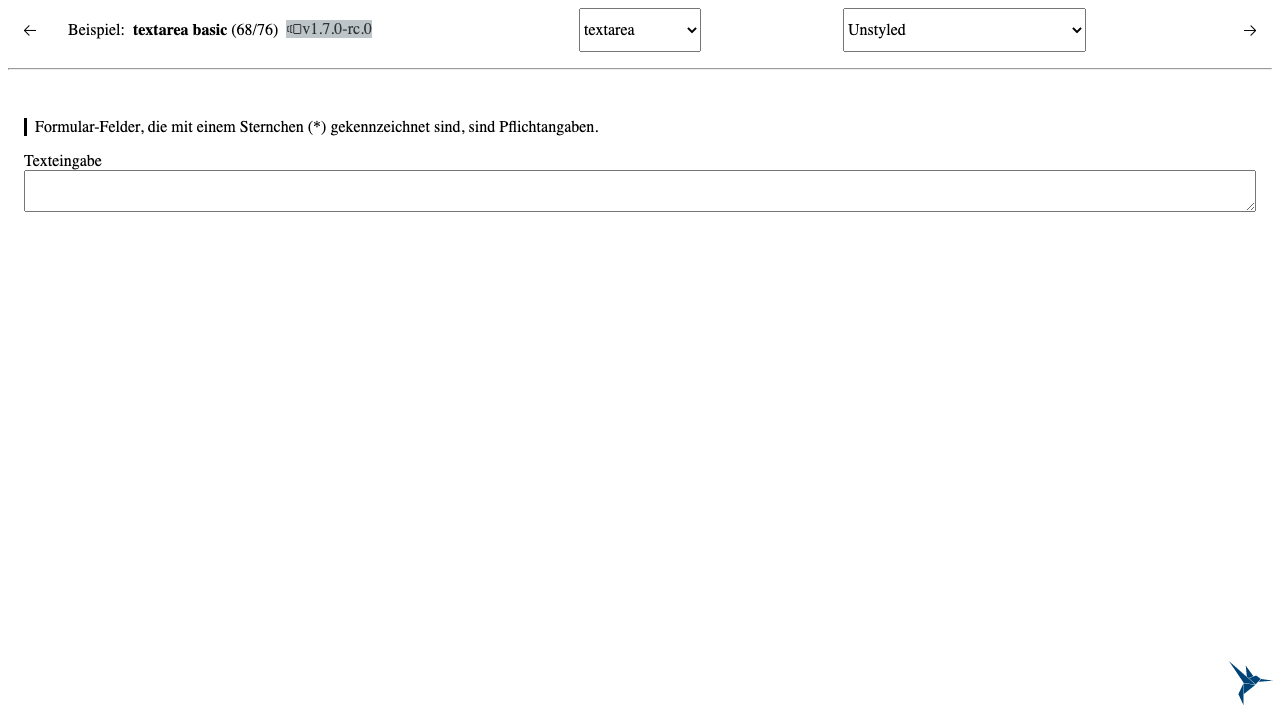 ← Beispiel: textarea basic (68/76) v1.7.0-rc.0 textarea Unstyled →
Formular-Felder, die mit einem Sternchen (*) gekennzeichnet sind, sind Pflichtangaben.
Texteingabe